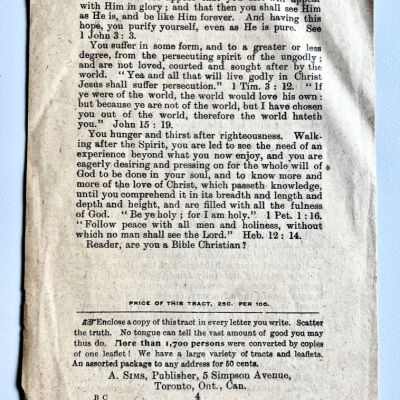 with Him in glory; and that then you shall see Him
as He is, and be like Him forever. And having this
hope, you purify yourself, even as He is pure. See
1 John 3: 3.
You suffer in some form, and to a greater or less
degree, from the persecuting spirit of the ungodly;
and are not loved, courted and sought after by the
world. "Yea and all that will live godly in Christ
Jesus shall suffer persecution." 1 Tim. 3: 12. "If
ye were of the world, the world would love his own:
but because ye are not of the world, but I have chosen
you out of the world, therefore the world hateth
you." John 15: 19.
You hunger and thirst after righteousness. Walk-
ing after the Spirit, you are led to see the need of an
experience beyond what you now enjoy, and you are
eagerly desiring and pressing on for the whole will of
God to be done in your soul, and to know more and
more of the love of Christ, which passeth knowledge,
until you comprehend it in its breadth and length and
depth and height, and are filled with all the fulness
of God. "Be ye holy; for I am holy." 1 Pet. 1: 16.
"Follow peace with all men and holiness, without
which no man shall see the Lord." Heb. 12: 14.
Reader, are you a Bible Christian?
PRICE OF THIS TRACT, 25C. PER 100.
☞Enclose a copy of this tract in every letter you write. Scatter
the truth. No tongue can tell the vast amount of good you may
thus do. More than 1,700 persons were converted by copies
of one leaflet! We have a large variety of tracts and leaflets.
An assorted package to any address for 50 cents.
A. SIMS, Publisher, 5 Simpson Avenue,
Toronto, Ont., Can.
B C 4